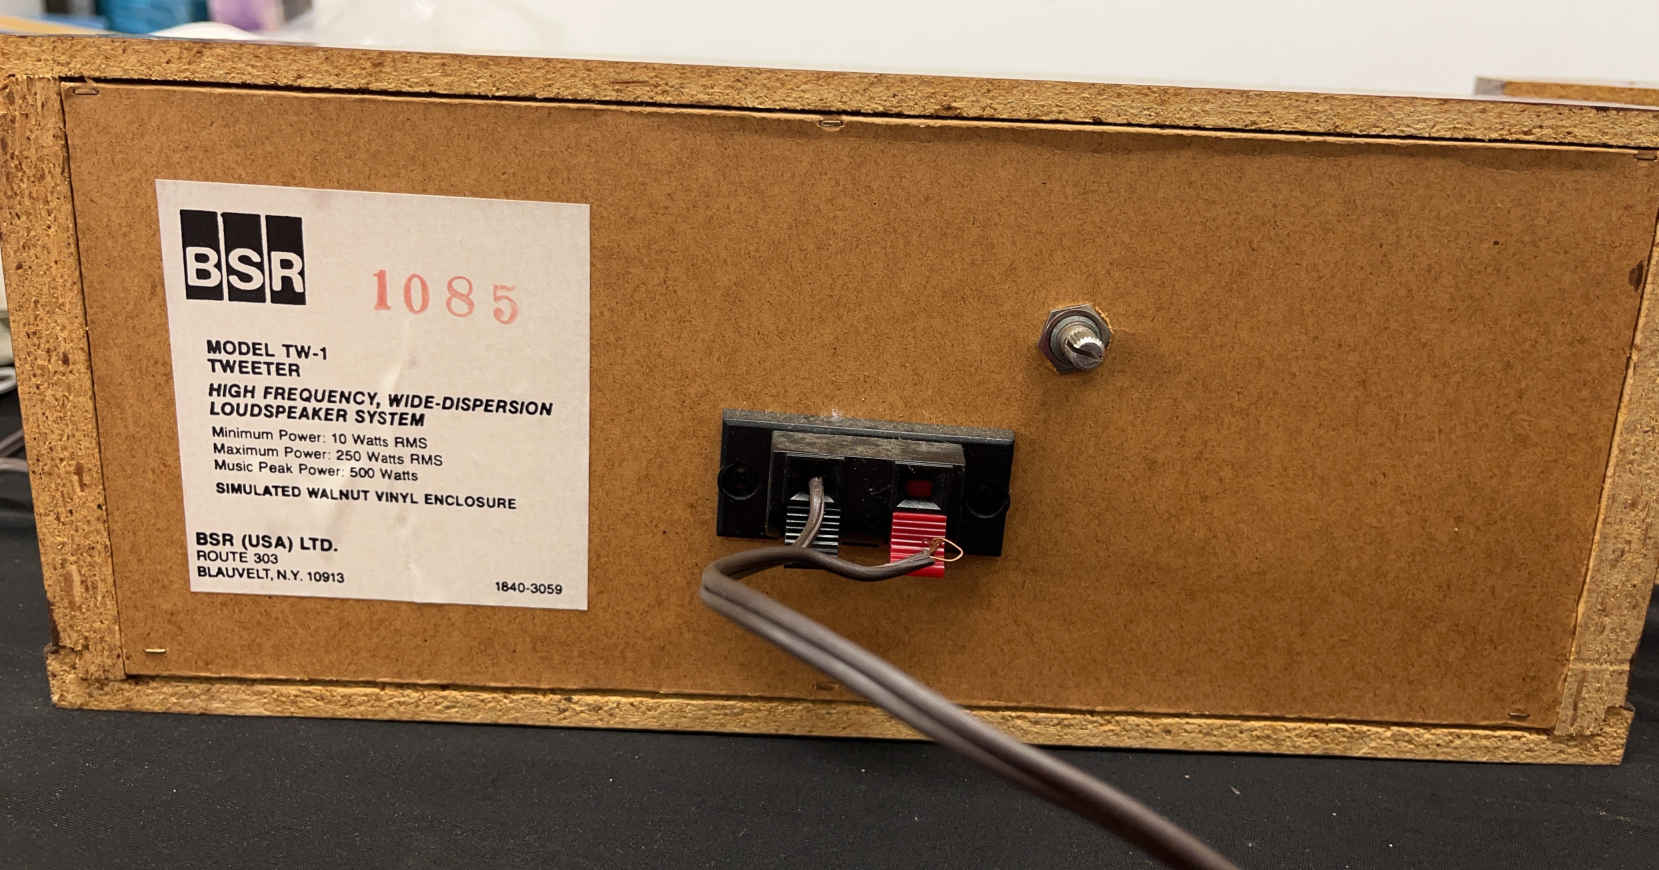 BSR
1085
MODEL TW-1
TWEETER
HIGH FREQUENCY, WIDE-DISPERSION
LOUDSPEAKER SYSTEM
Minimum Power: 10 Watts RMS
Maximum Power: 250 Watts RMS
Music Peak Power: 500 Watts
SIMULATED WALNUT VINYL ENCLOSURE
BSR (USA) LTD.
ROUTE 303
BLAUVELT, N.Y. 10913
1840-3059